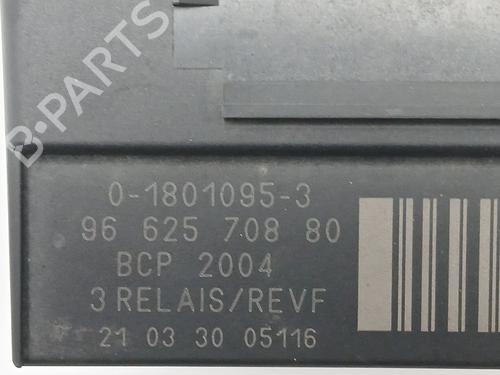 B-PARTS
0-1801095-3
96 625 708 80
BCP 2004
3 RELAIS/REVF
21 03 30 05116